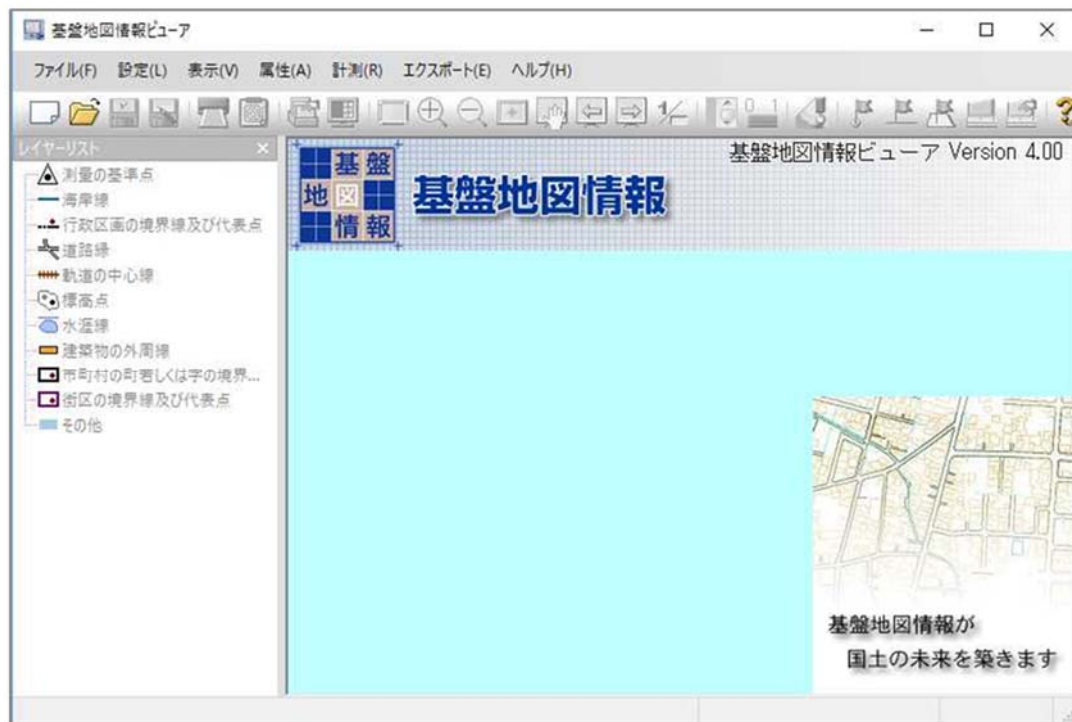 基盤地図情報ビューア
ファイル(F) 設定(L) 表示(V) 属性(A) 計測(R) エクスポート(E) ヘルプ(H)
0 1
レイヤーリスト
測量の基準点
海岸線
行政区画の境界線及び代表点
道路縁
軌道の中心線
標高点
水涯線
建築物の外周線
市町村の町若しくは字の境界...
街区の境界線及び代表点
その他
基盤地図情報
基盤地図情報
基盤地図情報ビューア Version 4.00
基盤地図情報が
国土の未来を築きます